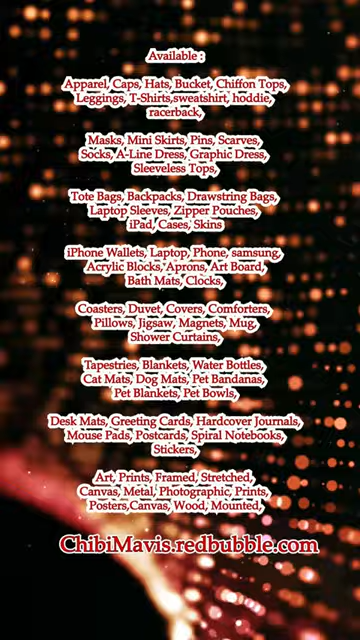 Available :
Apparel, Caps, Hats, Bucket, Chiffon Tops,
Leggings, T-Shirts,sweatshirt, hoddie,
racerback,
Masks, Mini Skirts, Pins, Scarves,
Socks, A-Line Dress, Graphic Dress,
Sleeveless Tops,
Tote Bags, Backpacks, Drawstring Bags,
Laptop Sleeves, Zipper Pouches,
iPad, Cases, Skins
iPhone Wallets, Laptop, Phone, samsung,
Acrylic Blocks, Aprons, Art Board,
Bath Mats, Clocks,
Coasters, Duvet, Covers, Comforters,
Pillows, Jigsaw, Magnets, Mug,
Shower Curtains,
Tapestries, Blankets, Water Bottles,
Cat Mats, Dog Mats, Pet Bandanas,
Pet Blankets, Pet Bowls,
Desk Mats, Greeting Cards, Hardcover Journals,
Mouse Pads, Postcards, Spiral Notebooks,
Stickers,
Art, Prints, Framed, Stretched,
Canvas, Metal, Photographic, Prints,
Posters,Canvas, Wood, Mounted,
ChibiMavis.redbubble.com